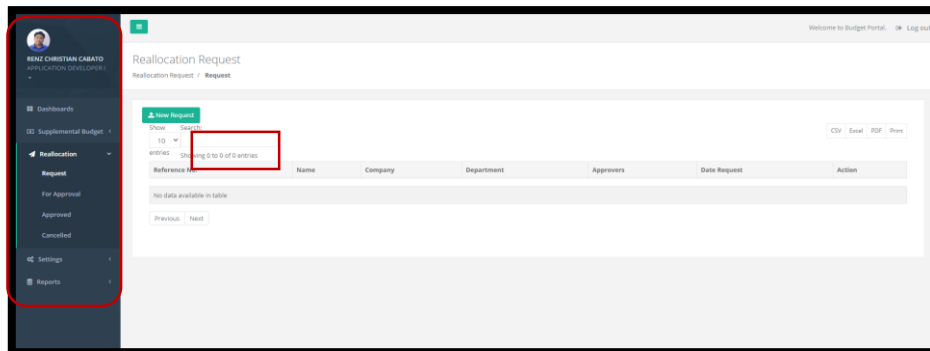 Welcome to Budget Portal. Log out
RENZ CHRISTIAN CABATO
APPLICATION DEVELOPER I
Dashboards
Supplemental Budget
Reallocation
Request
For Approval
Approved
Cancelled
Settings
Reports
Reallocation Request
Reallocation Request / Request
New Request
Show Search:
10
entries Showing 0 to 0 of 0 entries
CSV Excel PDF Print
Reference No. Name Company Department Approvers Date Request Action
No data available in table
Previous Next